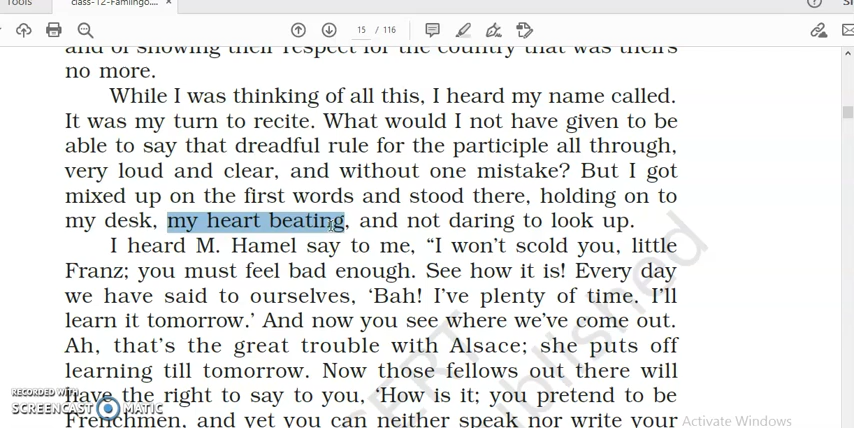 Tools
class-12-Famlingo....
×
15 / 116
and of showing their respect for the country that was theirs
no more.
While I was thinking of all this, I heard my name called.
It was my turn to recite. What would I not have given to be
able to say that dreadful rule for the participle all through,
very loud and clear, and without one mistake? But I got
mixed up on the first words and stood there, holding on to
my desk, my heart beating, and not daring to look up.
I heard M. Hamel say to me, “I won’t scold you, little
Franz; you must feel bad enough. See how it is! Every day
we have said to ourselves, ‘Bah! I’ve plenty of time. I’ll
learn it tomorrow.’ And now you see where we’ve come out.
Ah, that’s the great trouble with Alsace; she puts off
learning till tomorrow. Now those fellows out there will
have the right to say to you, ‘How is it; you pretend to be
Frenchmen, and yet you can neither speak nor write your
RECORDED WITH
SCREENCAST MATIC
Activate Windows